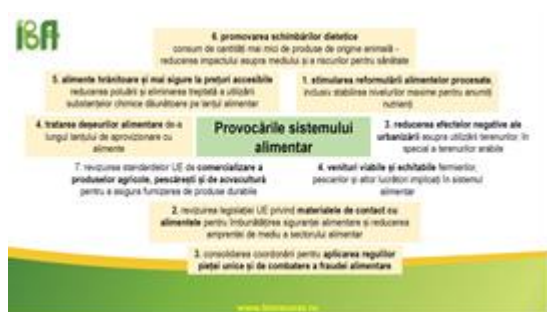 IBA
6. promovarea schimbărilor dietetice
consum de cantități mai mici de produse de origine animală -
reducerea impactului asupra mediului și a riscurilor pentru sănătate
5. alimente hrănitoare și mai sigure la prețuri accesibile
reducerea poluării și eliminarea treptată a utilizării
substanțelor chimice dăunătoare pe lanțul alimentar
1. stimularea reformulării alimentelor procesate,
inclusiv stabilirea nivelurilor maxime pentru anumiți
nutrienți
4. tratarea deșeurilor alimentare de-a
lungul lanțului de aprovizionare cu
alimente
Provocările sistemului
alimentar
3. reducerea efectelor negative ale
urbanizării asupra utilizării terenurilor, în
special a terenurilor arabile
7. revizuirea standardelor UE de comercializare a
produselor agricole, pescărești și de acvacultură
pentru a asigura furnizarea de produse durabile
4. venituri viabile și echitabile fermierilor,
pescarilor și altor lucrători implicați în sistemul
alimentar
2. revizuirea legislației UE privind materialele de contact cu
alimentele pentru îmbunătățirea siguranței alimentare și reducerea
amprentei de mediu a sectorului alimentar
3. consolidarea coordonării pentru aplicarea regulilor
pieței unice și de combatere a fraudei alimentare